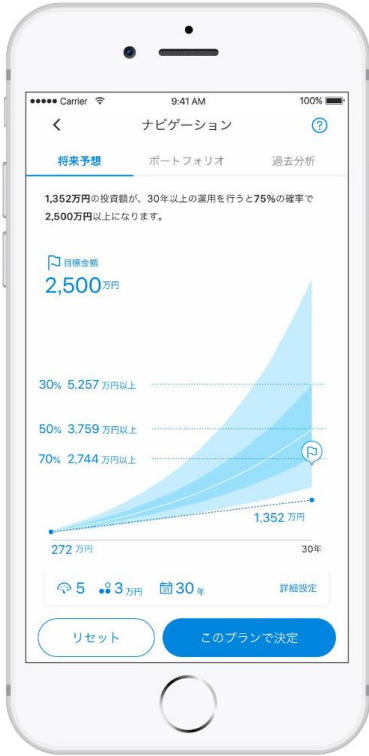 Carrier 9:41 AM 100%
ナビゲーション ?
将来予想 ポートフォリオ 過去分析
1,352万円の投資額が、30年以上の運用を行うと75%の確率で
2,500万円以上になります。
目標金額
2,500万円
30% 5,257 万円以上
50% 3,759 万円以上
70% 2,744 万円以上
1,352 万円
272 万円 30年
5 3万円 31 30年 詳細設定
リセット このプランで決定